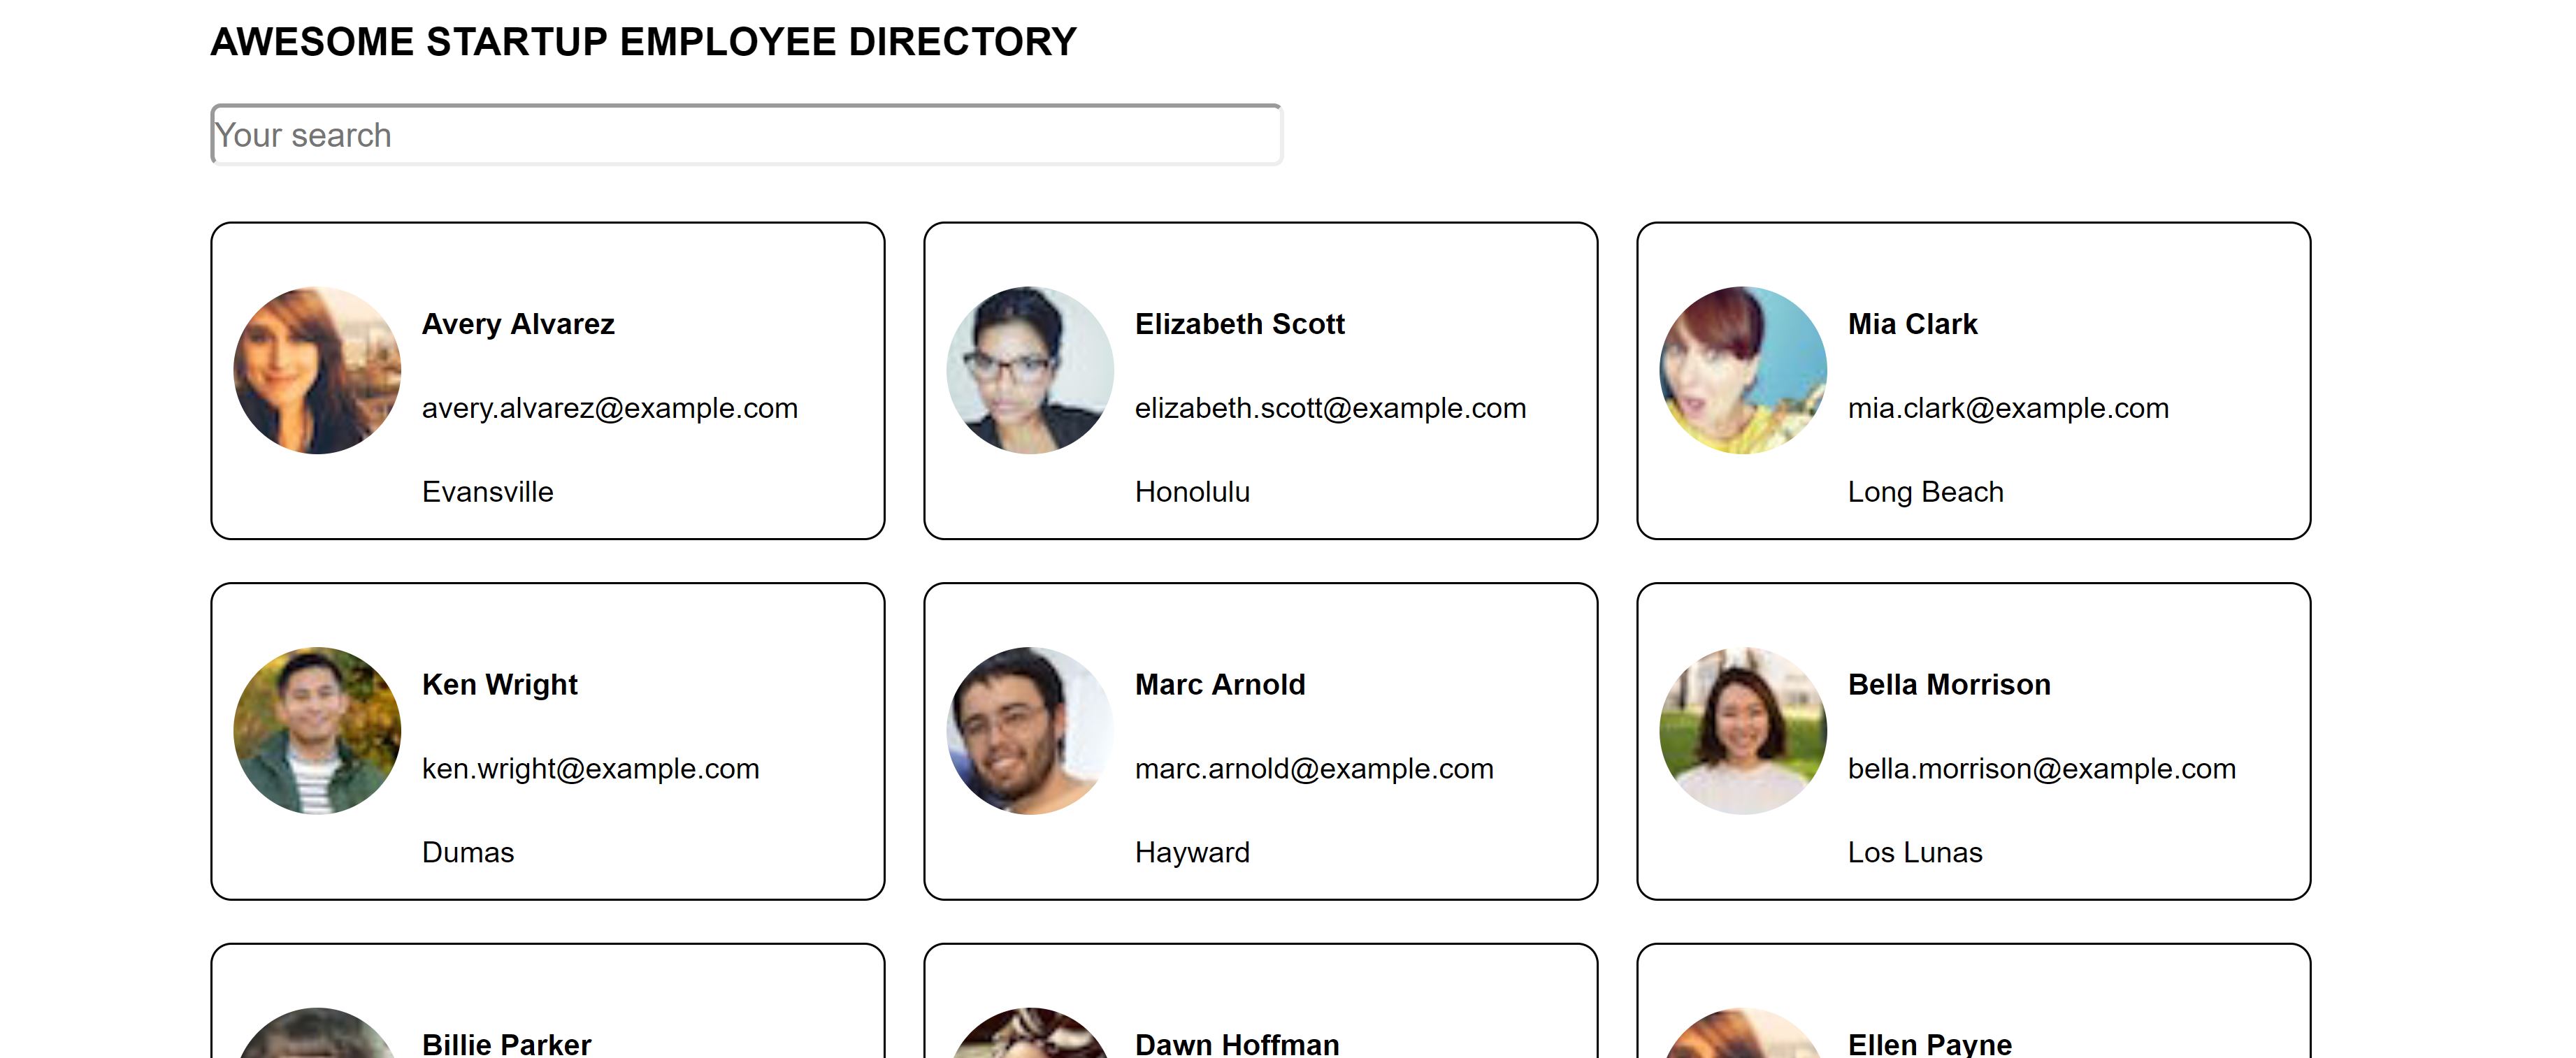 AWESOME STARTUP EMPLOYEE DIRECTORY
Your search
Avery Alvarez
avery.alvarez@example.com
Evansville
Elizabeth Scott
elizabeth.scott@example.com
Honolulu
Mia Clark
mia.clark@example.com
Long Beach
Ken Wright
ken.wright@example.com
Dumas
Marc Arnold
marc.arnold@example.com
Hayward
Bella Morrison
bella.morrison@example.com
Los Lunas
Billie Parker
Dawn Hoffman
Ellen Payne